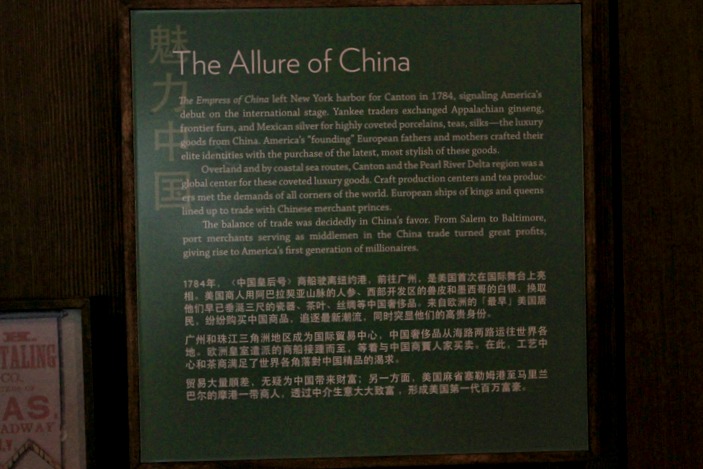 魅力中国
The Allure of China
The Empress of China left New York harbor for Canton in 1784, signaling America's
debut on the international stage. Yankee traders exchanged Appalachian ginseng,
frontier furs, and Mexican silver for highly coveted porcelains, teas, silks—the luxury
goods from China. America's "founding" European fathers and mothers crafted their
elite identities with the purchase of the latest, most stylish of these goods.
Overland and by coastal sea routes, Canton and the Pearl River Delta region was a
global center for these coveted luxury goods. Craft production centers and tea produc-
ers met the demands of all corners of the world. European ships of kings and queens
lined up to trade with Chinese merchant princes.
The balance of trade was decidedly in China's favor. From Salem to Baltimore,
port merchants serving as middlemen in the China trade turned great profits,
giving rise to America's first generation of millionaires.
1784年，〈中国皇后号〉商船驶离纽约港，前往广州，是美国首次在国际舞台上亮
相。美国商人用阿巴拉契亚山脉的人参、西部开发区的兽皮和墨西哥的白银，换取
他们早已垂涎三尺的瓷器、茶叶、丝绸等中国奢侈品。来自欧洲的「最早」美国居
民，纷纷购买中国商品，追逐最新潮流，同时突显他们的高贵身份。
广州和珠江三角洲地区成为国际贸易中心，中国奢侈品从海路两路运往世界各
地。欧洲皇室遣派的商船接踵而至，等着与中国商贾人家买卖。在此，工艺中
心和茶商满足了世界各角落对中国精品的渴求。
贸易大量顺差，无疑为中国带来财富；另一方面，美国麻省塞勒姆港至马里兰
巴尔的摩港一带商人，透过中介生意大大致富，形成美国第一代百万富豪。
TALING
CO.
AS.
ADWAY